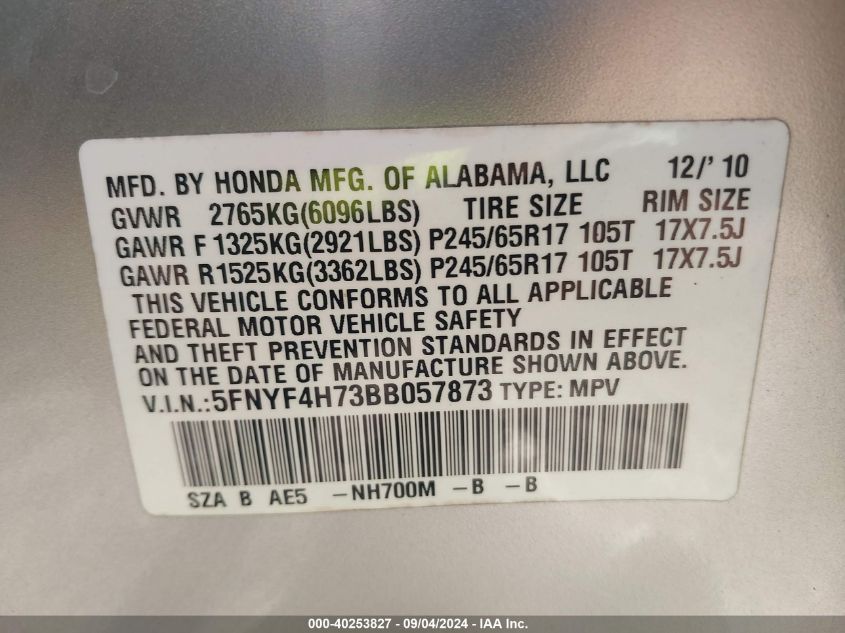 MFD. BY HONDA MFG. OF ALABAMA, LLC 12/'10
GVWR 2765KG(6096LBS) TIRE SIZE RIM SIZE
GAWR F 1325KG(2921LBS) P245/65R17 105T 17X7.5J
GAWR R1525KG(3362LBS) P245/65R17 105T 17X7.5J
THIS VEHICLE CONFORMS TO ALL APPLICABLE
FEDERAL MOTOR VEHICLE SAFETY
AND THEFT PREVENTION STANDARDS IN EFFECT
ON THE DATE OF MANUFACTURE SHOWN ABOVE.
V.I.N.:5FNYF4H73BB057873 TYPE: MPV
SZA B AE5 -NH700M -B -B
000-40253827 - 09/04/2024 - IAA Inc.